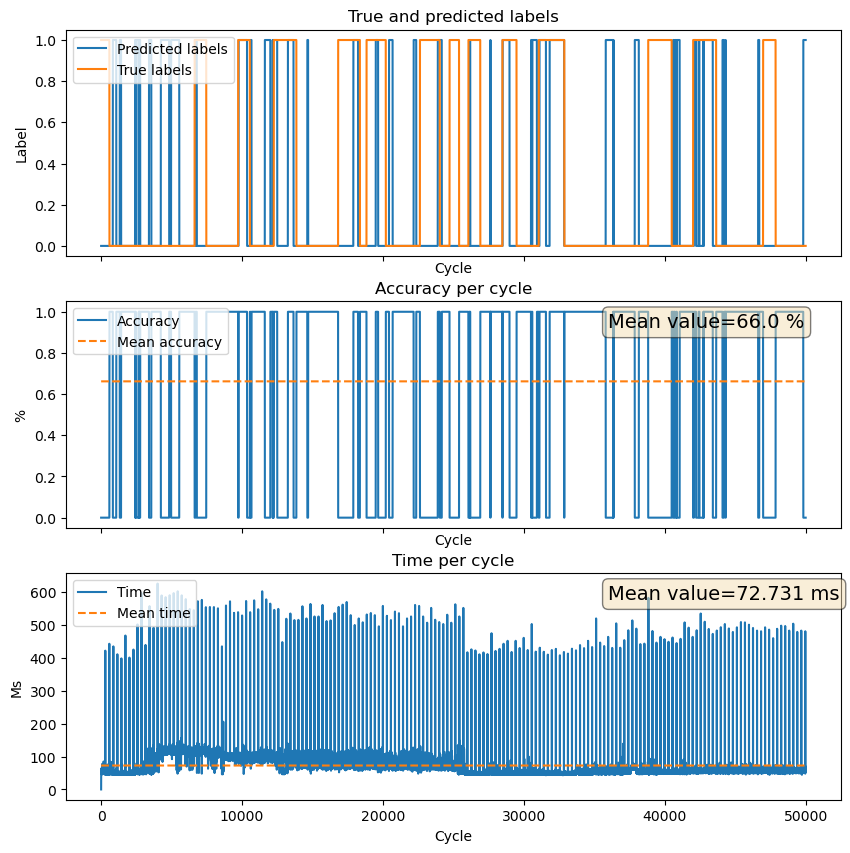 True and predicted labels
1.0
0.8
0.6
0.4
0.2
0.0
Label
Predicted labels
True labels
Cycle
Accuracy per cycle
1.0
0.8
0.6
0.4
0.2
0.0
%
Accuracy
Mean accuracy
Mean value=66.0 %
Cycle
Time per cycle
600
500
400
300
200
100
0
Ms
Time
Mean time
Mean value=72.731 ms
0
10000
20000
30000
40000
50000
Cycle